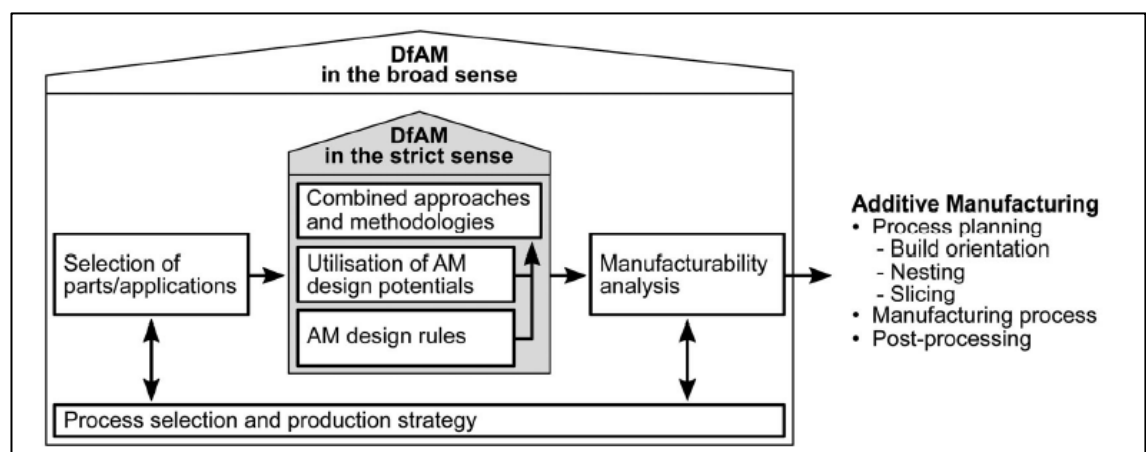 DfAM
in the broad sense
DfAM
in the strict sense
Combined approaches
and methodologies
Selection of
parts/applications
Utilisation of AM
design potentials
AM design rules
Manufacturability
analysis
Process selection and production strategy
Additive Manufacturing
• Process planning
- Build orientation
- Nesting
- Slicing
• Manufacturing process
• Post-processing